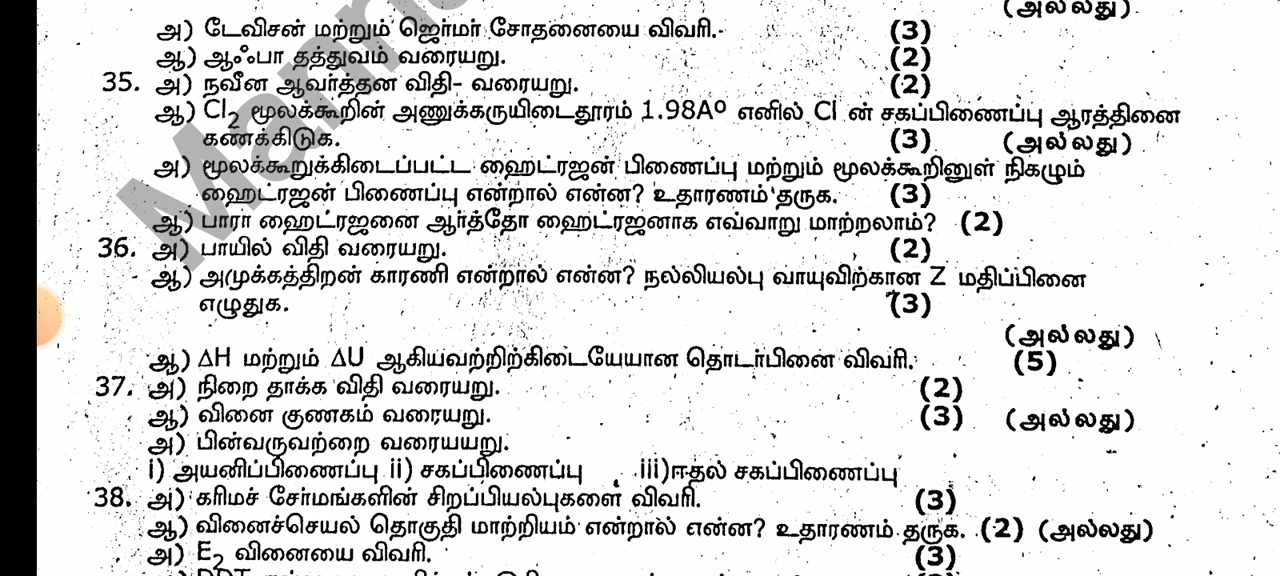 (அல்லது)
அ) டேவிசன் மற்றும் ஜெர்மர் சோதனையை விவரி. (3)
ஆ) ஆஃபா தத்துவம் வரையறு. (2)
35. அ) நவீன ஆவர்த்தன விதி- வரையறு. (2)
ஆ) Cl₂ மூலக்கூறின் அணுக்கருயிடைதூரம் 1.98Aº எனில் Cl ன் சகப்பிணைப்பு ஆரத்தினை
கணக்கிடுக. (3) (அல்லது)
அ) மூலக்கூறுக்கிடைப்பட்ட ஹைட்ரஜன் பிணைப்பு மற்றும் மூலக்கூறினுள் நிகழும்
ஹைட்ரஜன் பிணைப்பு என்றால் என்ன? உதாரணம் தருக. (3)
ஆ) பாரா ஹைட்ரஜனை ஆர்த்தோ ஹைட்ரஜனாக எவ்வாறு மாற்றலாம்? (2)
36. அ) பாயில் விதி வரையறு. (2)
ஆ) அமுக்கத்திறன் காரணி என்றால் என்ன? நல்லியல்பு வாயுவிற்கான Z மதிப்பினை
எழுதுக. (3)
(அல்லது)
ஆ) ΔH மற்றும் ΔU ஆகியவற்றிற்கிடையேயான தொடர்பினை விவரி. (5)
37. அ) நிறை தாக்க விதி வரையறு. (2)
ஆ) வினை குணகம் வரையறு. (3) (அல்லது)
அ) பின்வருவற்றை வரையயறு.
i) அயனிப்பிணைப்பு ii) சகப்பிணைப்பு iii)ஈதல் சகப்பிணைப்பு
38. அ) கரிமச் சேர்மங்களின் சிறப்பியல்புகளை விவரி. (3)
ஆ) வினைச்செயல் தொகுதி மாற்றியம் என்றால் என்ன? உதாரணம் தருக. (2) (அல்லது)
அ) E₂ வினையை விவரி. (3)